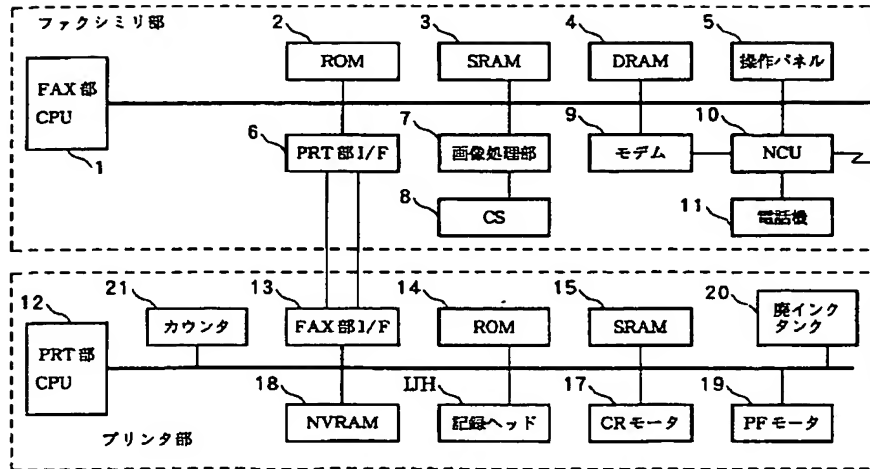 ファクシミリ部
2
3
4
5
ROM
SRAM
DRAM
操作パネル
FAX部
CPU
1
6
7
9
10
PRT部I/F
画像処理部
モデム
NCU
8
11
CS
電話機
12
21
13
14
15
20
カウンタ
FAX部I/F
ROM
SRAM
廃インク
タンク
PRT部
CPU
18
IJH
17
19
NVRAM
記録ヘッド
CRモータ
PFモータ
プリンタ部